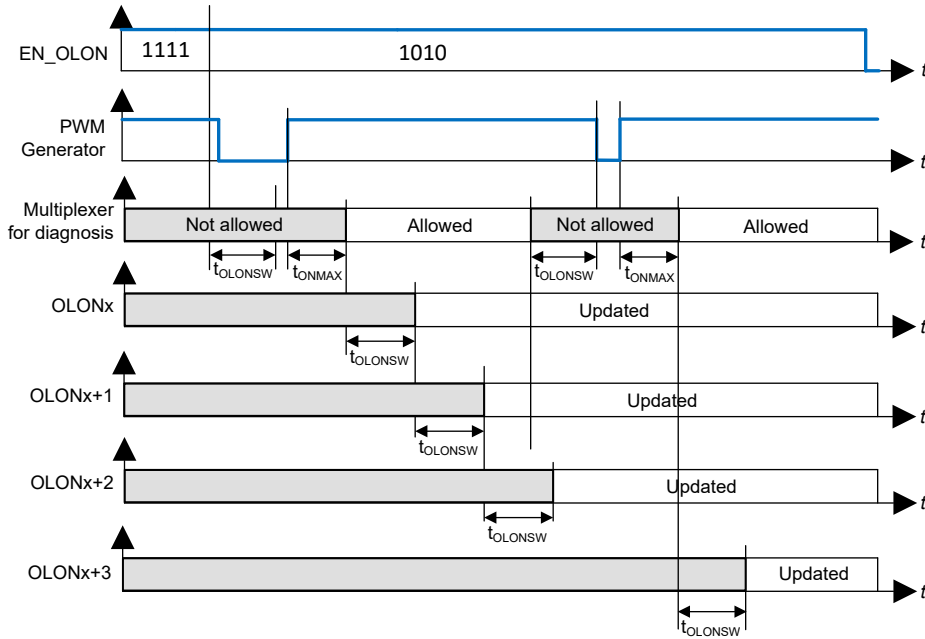 EN_OLON
1111
1010
t
PWM
Generator
t
Multiplexer
for diagnosis
Not allowed
Allowed
Not allowed
Allowed
t
tOLONSW
tONMAX
tOLONSW
tONMAX
OLONx
Updated
t
tOLONSW
OLONx+1
Updated
t
tOLONSW
OLONx+2
Updated
t
tOLONSW
OLONx+3
Updated
t
tOLONSW